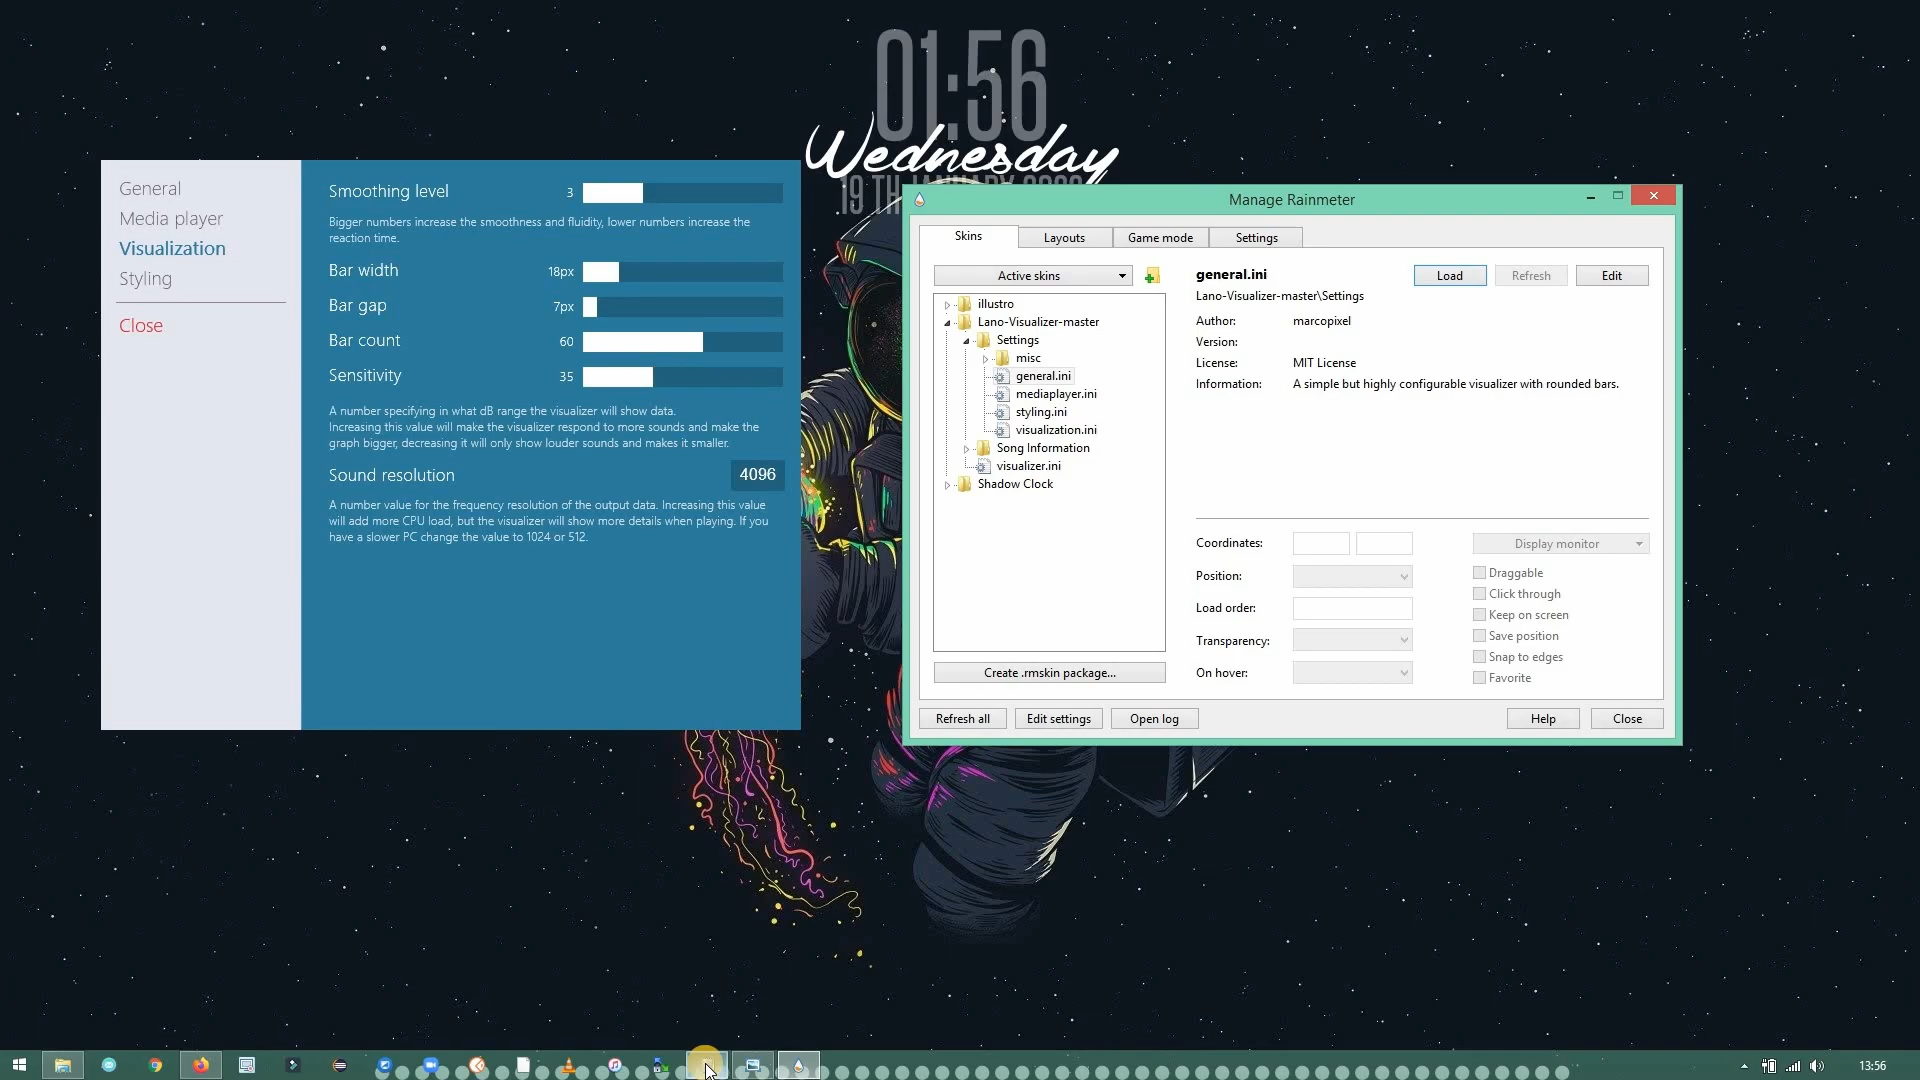 01:56
Wednesday
19 TH JANUARY
General
Media player
Visualization
Styling
Close
Smoothing level 3
Bigger numbers increase the smoothness and fluidity, lower numbers increase the
reaction time.
Bar width 18px
Bar gap 7px
Bar count 60
Sensitivity 35
A number specifying in what dB range the visualizer will show data.
Increasing this value will make the visualizer respond to more sounds and make the
graph bigger, decreasing it will only show louder sounds and makes it smaller.
Sound resolution 4096
A number value for the frequency resolution of the output data. Increasing this value
will add more CPU load, but the visualizer will show more details when playing. If you
have a slower PC change the value to 1024 or 512.
Manage Rainmeter
Skins Layouts Game mode Settings
Active skins
illustro
Lano-Visualizer-master
Settings
misc
general.ini
mediaplayer.ini
styling.ini
visualization.ini
Song Information
visualizer.ini
Shadow Clock
Create .rmskin package...
general.ini Load Refresh Edit
Lano-Visualizer-master\Settings
Author: marcopixel
Version:
License: MIT License
Information: A simple but highly configurable visualizer with rounded bars.
Coordinates: Display monitor
Position:
Load order:
Transparency:
On hover:
Draggable
Click through
Keep on screen
Save position
Snap to edges
Favorite
Refresh all Edit settings Open log Help Close
13:56